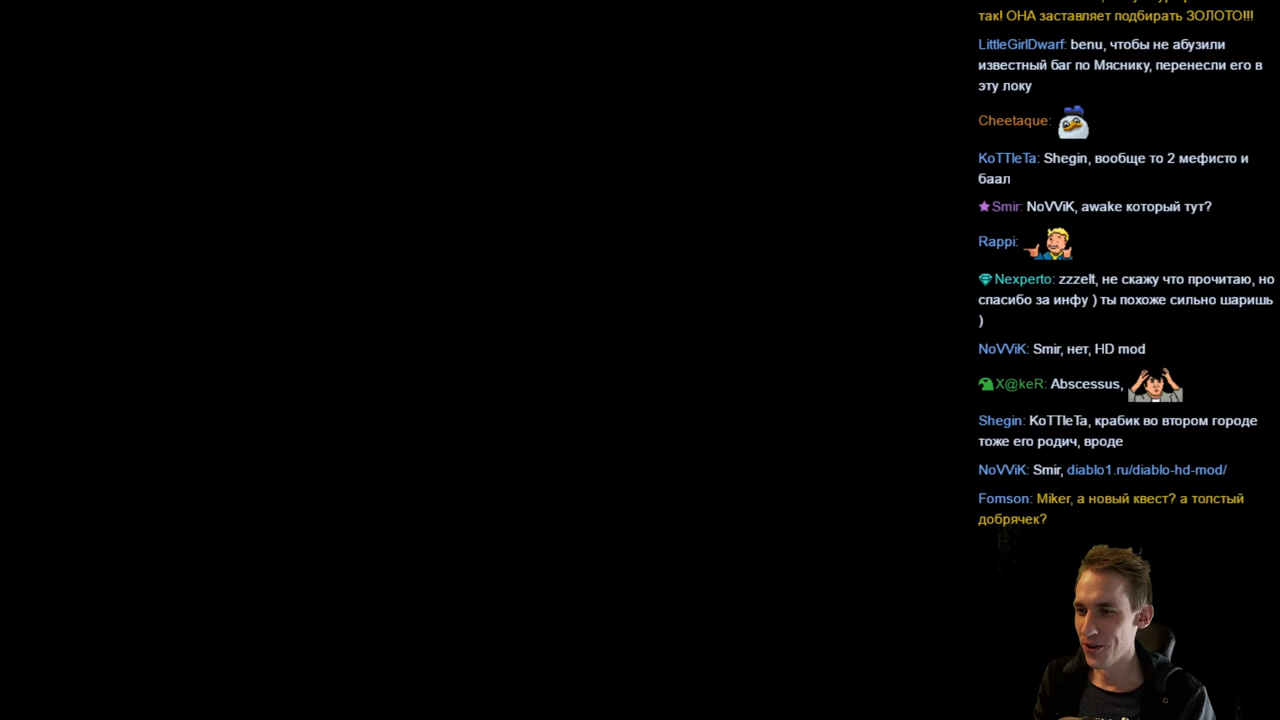 так! ОНА заставляет подбирать ЗОЛОТО!!!
LittleGirlDwarf: benu, чтобы не абузили
известный баг по Мяснику, перенесли его в
эту локу
Cheetaque:
KoTTleTa: Shegin, вообще то 2 мефисто и
баал
Smir: NoVViK, awake который тут?
Rappi:
Nexperto: zzzelt, не скажу что прочитаю, но
спасибо за инфу ) ты похоже сильно шаришь
)
NoVViK: Smir, нет, HD mod
X@keR: Abscessus,
Shegin: KoTTleTa, крабик во втором городе
тоже его родич, вроде
NoVViK: Smir, diablo1.ru/diablo-hd-mod/
Fomson: Miker, а новый квест? а толстый
добрячек?